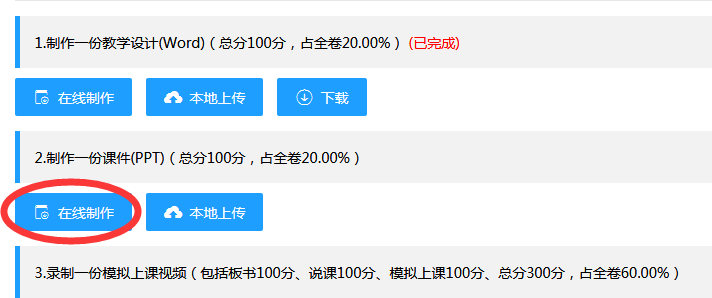 1.制作一份教学设计(Word)（总分100分，占全卷20.00%）(已完成)
在线制作 本地上传 下载
2.制作一份课件(PPT)（总分100分，占全卷20.00%）
在线制作 本地上传
3.录制一份模拟上课视频（包括板书100分、说课100分、模拟上课100分、总分300分，占全卷60.00%）